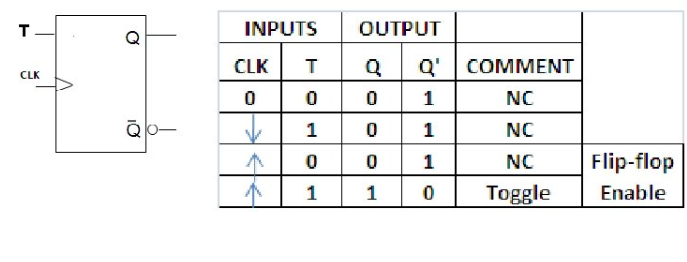 T
Q
CLK
Q̄
INPUTS OUTPUT
CLK T Q Q' COMMENT
0 0 0 1 NC
↓ 1 0 1 NC
↑ 0 0 1 NC Flip-flop
↑ 1 1 0 Toggle Enable